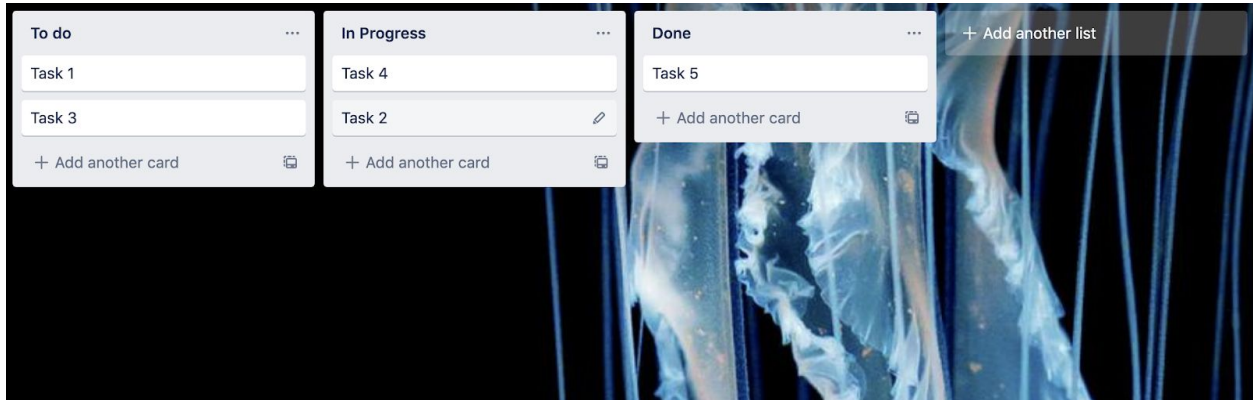 To do
Task 1
Task 3
+ Add another card
In Progress
Task 4
Task 2
+ Add another card
Done
Task 5
+ Add another card
+ Add another list